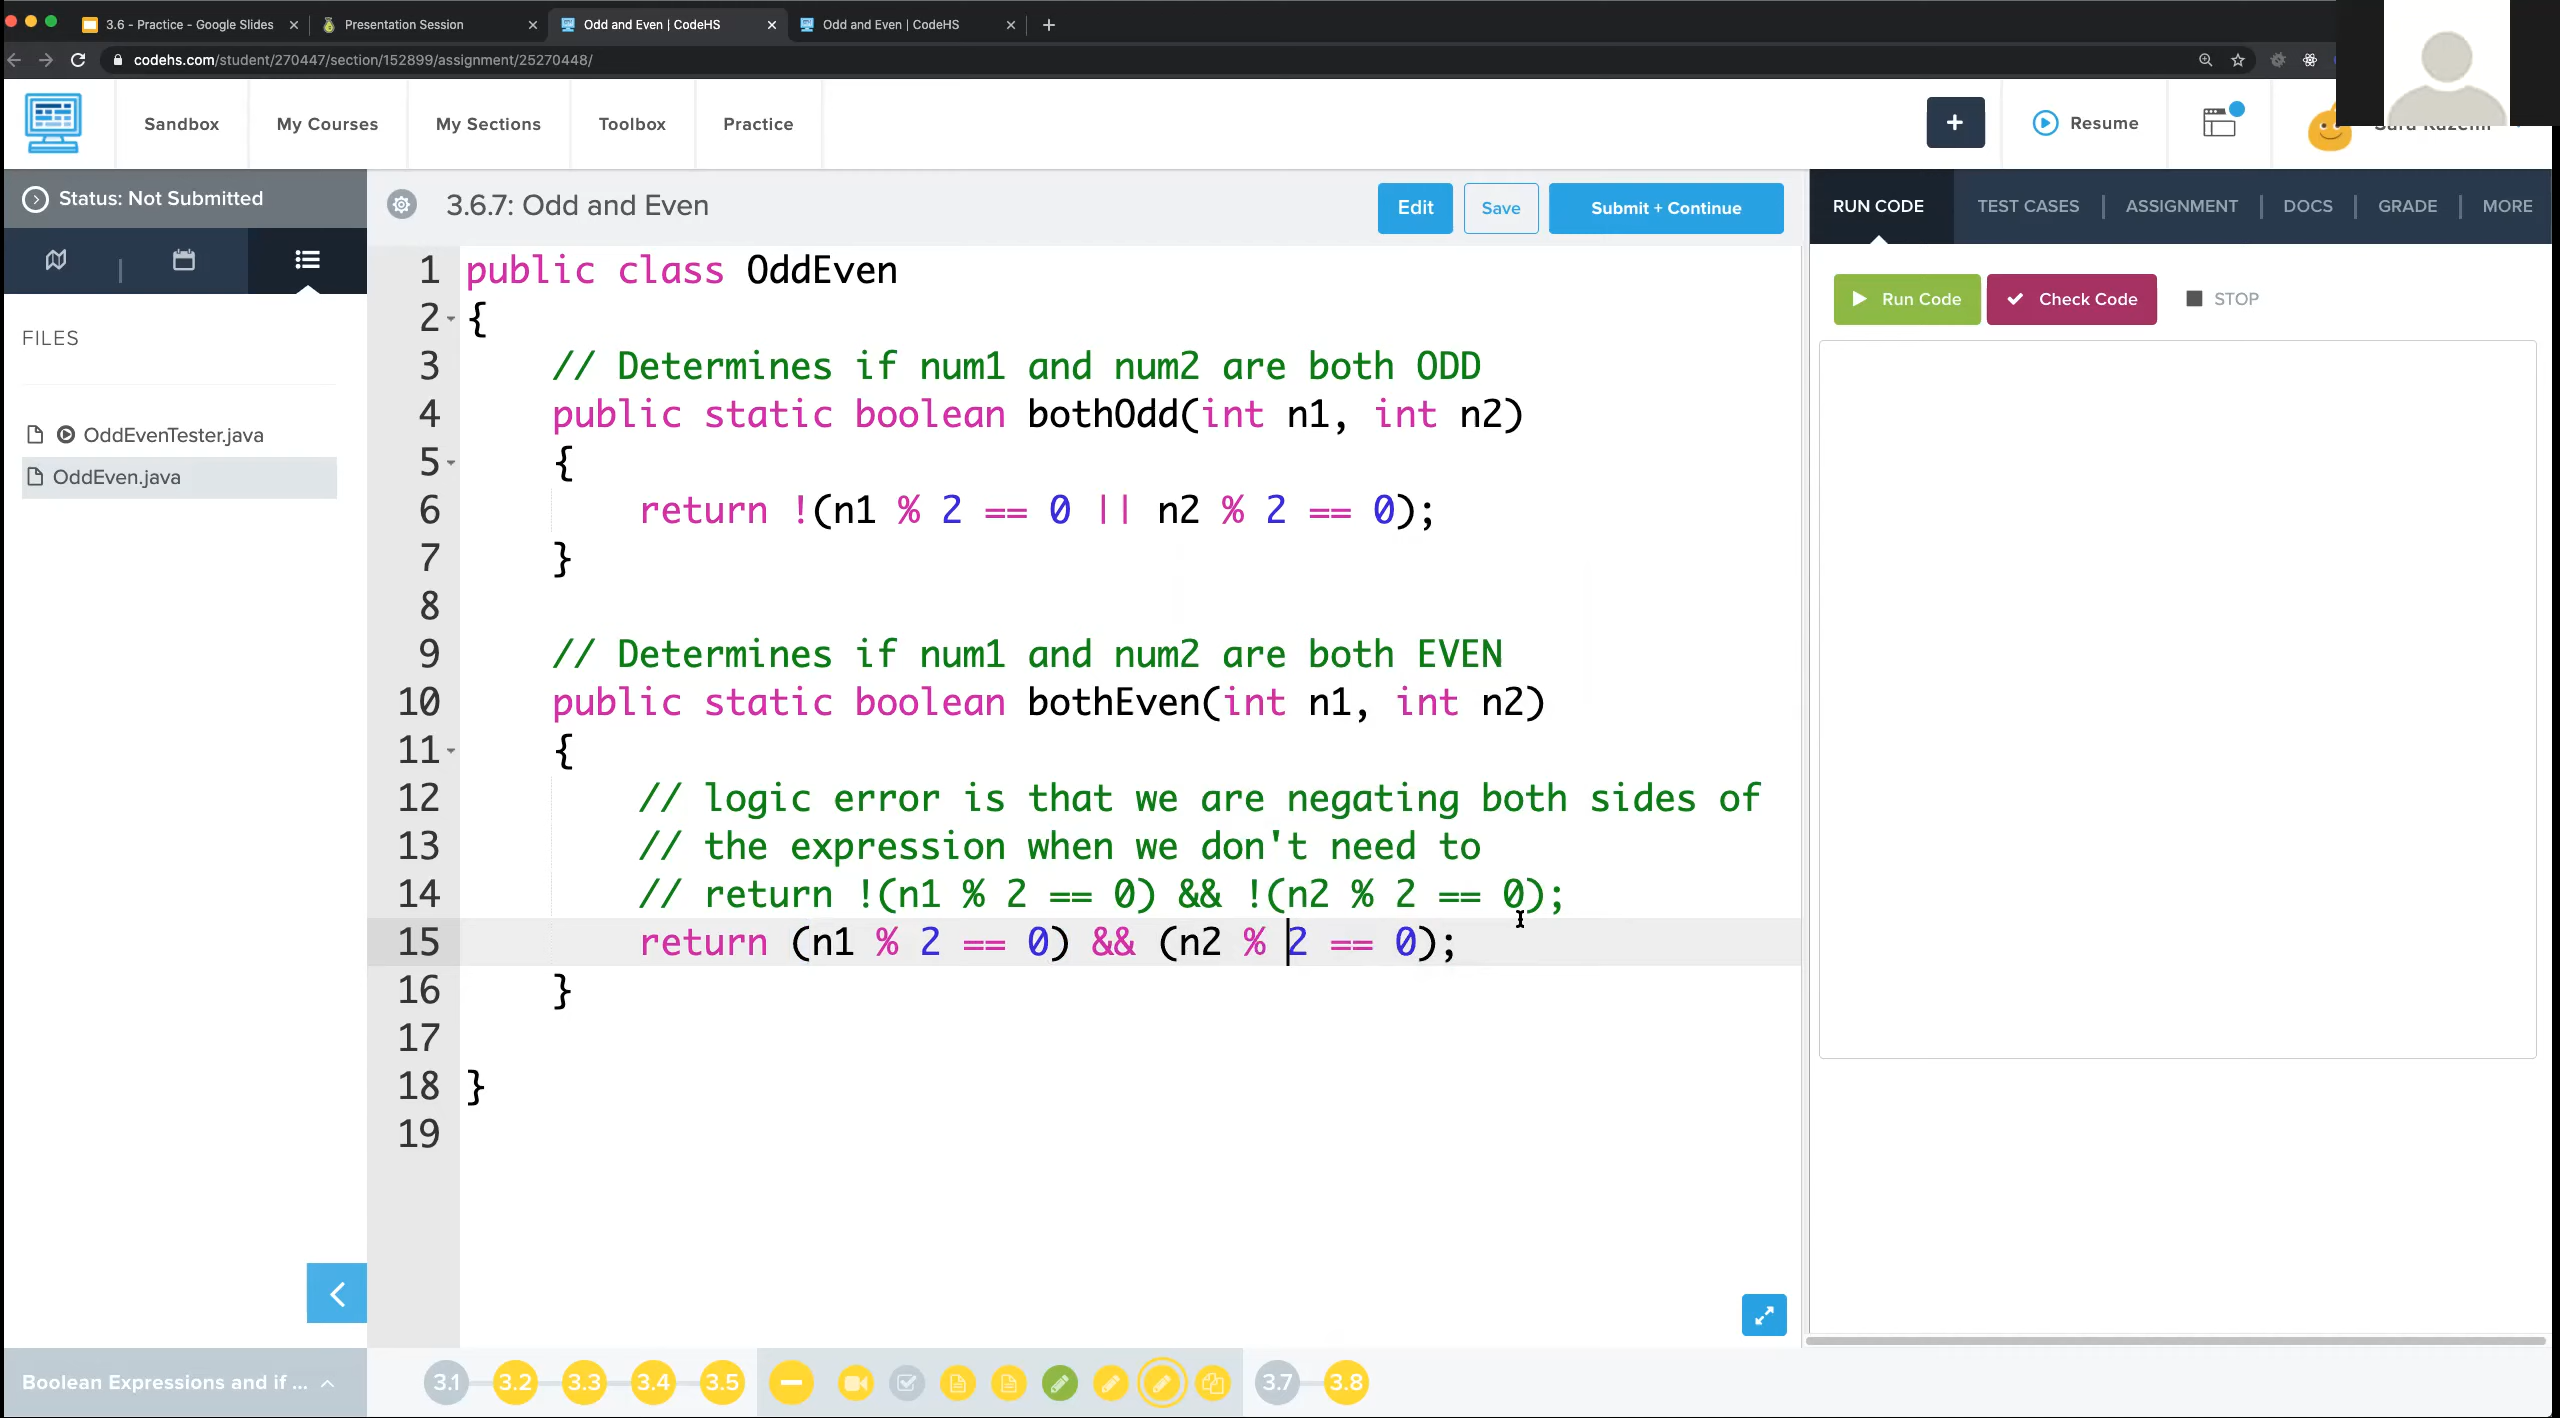 3.6 - Practice - Google Slides
Presentation Session
Odd and Even | CodeHS
Odd and Even | CodeHS
codehs.com/student/270447/section/152899/assignment/25270448/
Sandbox
My Courses
My Sections
Toolbox
Practice
+
Resume
Status: Not Submitted
3.6.7: Odd and Even
Edit
Save
Submit + Continue
RUN CODE
TEST CASES
ASSIGNMENT
DOCS
GRADE
MORE
Run Code
Check Code
STOP
FILES
OddEvenTester.java
OddEven.java
1 public class OddEven
2 {
3 // Determines if num1 and num2 are both ODD
4 public static boolean bothOdd(int n1, int n2)
5 {
6 return !(n1 % 2 == 0 || n2 % 2 == 0);
7 }
8
9 // Determines if num1 and num2 are both EVEN
10 public static boolean bothEven(int n1, int n2)
11 {
12 // logic error is that we are negating both sides of
13 // the expression when we don't need to
14 // return !(n1 % 2 == 0) && !(n2 % 2 == 0);
15 return (n1 % 2 == 0) && (n2 % 2 == 0);
16 }
17
18 }
19
Boolean Expressions and if ...
3.1
3.2
3.3
3.4
3.5
3.7
3.8